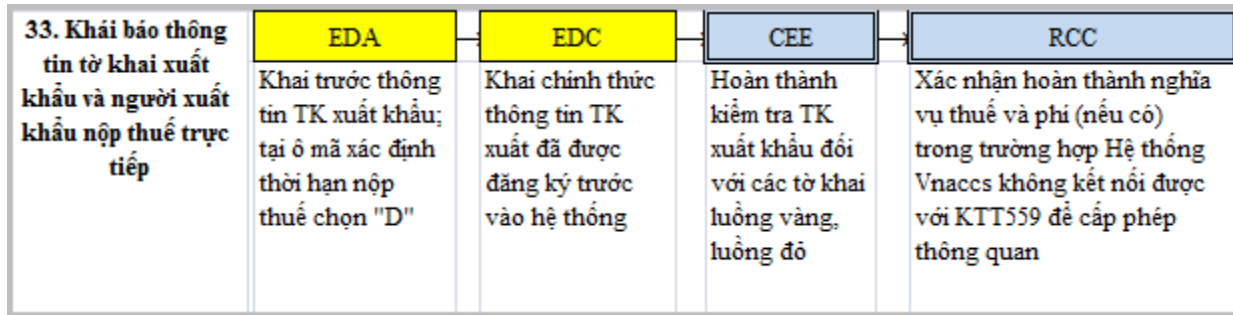 33. Khái báo thông
tin tờ khai xuất
khẩu và người xuất
khẩu nộp thuế trực
tiếp
EDA
Khai trước thông
tin TK xuất khẩu;
tại ô mã xác định
thời hạn nộp
thuế chọn "D"
EDC
Khai chính thức
thông tin TK
xuất đã được
đăng ký trước
vào hệ thống
CEE
Hoàn thành
kiểm tra TK
xuất khẩu đối
với các tờ khai
luồng vàng,
luồng đỏ
RCC
Xác nhận hoàn thành nghĩa
vụ thuế và phí (nếu có)
trong trường hợp Hệ thống
Vnaccs không kết nối được
với KTT559 để cấp phép
thông quan